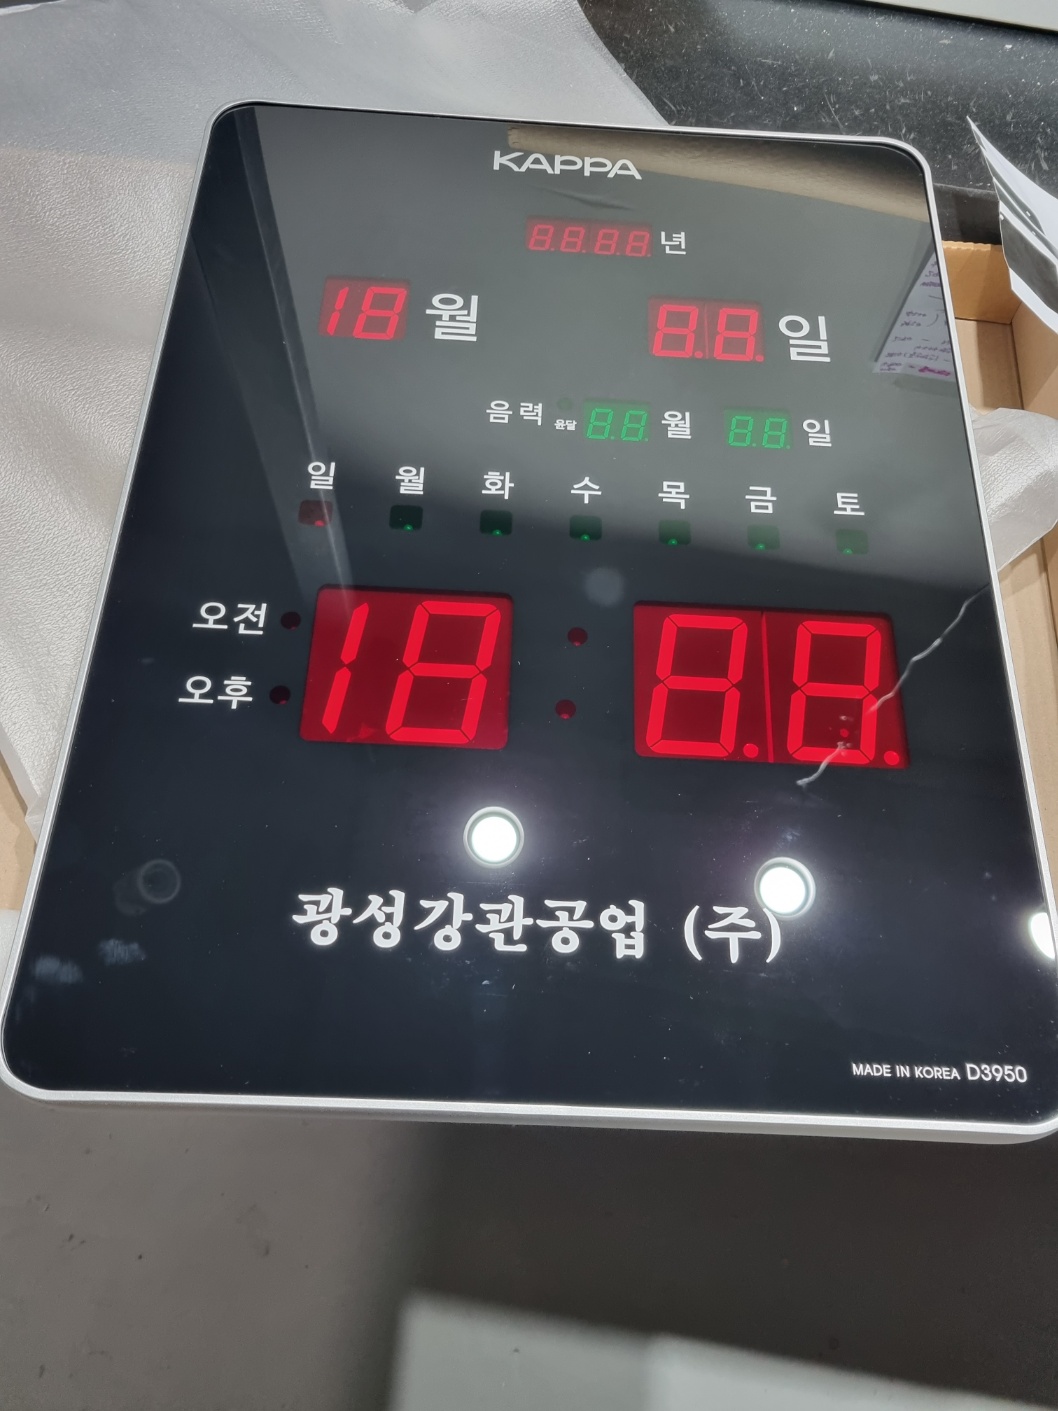 KAPPA
8.8.8.8.년
18월 8.8.일
음력 윤달 8.8.월 8.8.일
일 월 화 수 목 금 토
오전
오후
18:8.8.
광성강관공업 (주)
MADE IN KOREA D3950